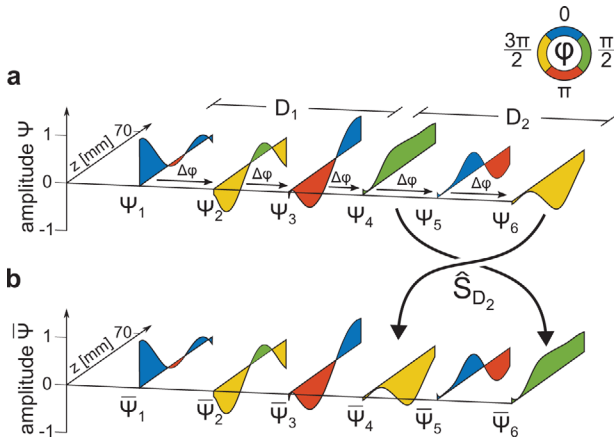 0
3π/2 φ π/2
π
a
D₁ D₂
amplitude Ψ
1
0
-1
z [mm]
70
Δφ Δφ Δφ Δφ Δφ
Ψ₁ Ψ₂ Ψ₃ Ψ₄ Ψ₅ Ψ₆
Ŝ_D₂
b
amplitude Ψ̅
1
0
-1
z [mm]
70
Ψ̅₁ Ψ̅₂ Ψ̅₃ Ψ̅₄ Ψ̅₅ Ψ̅₆